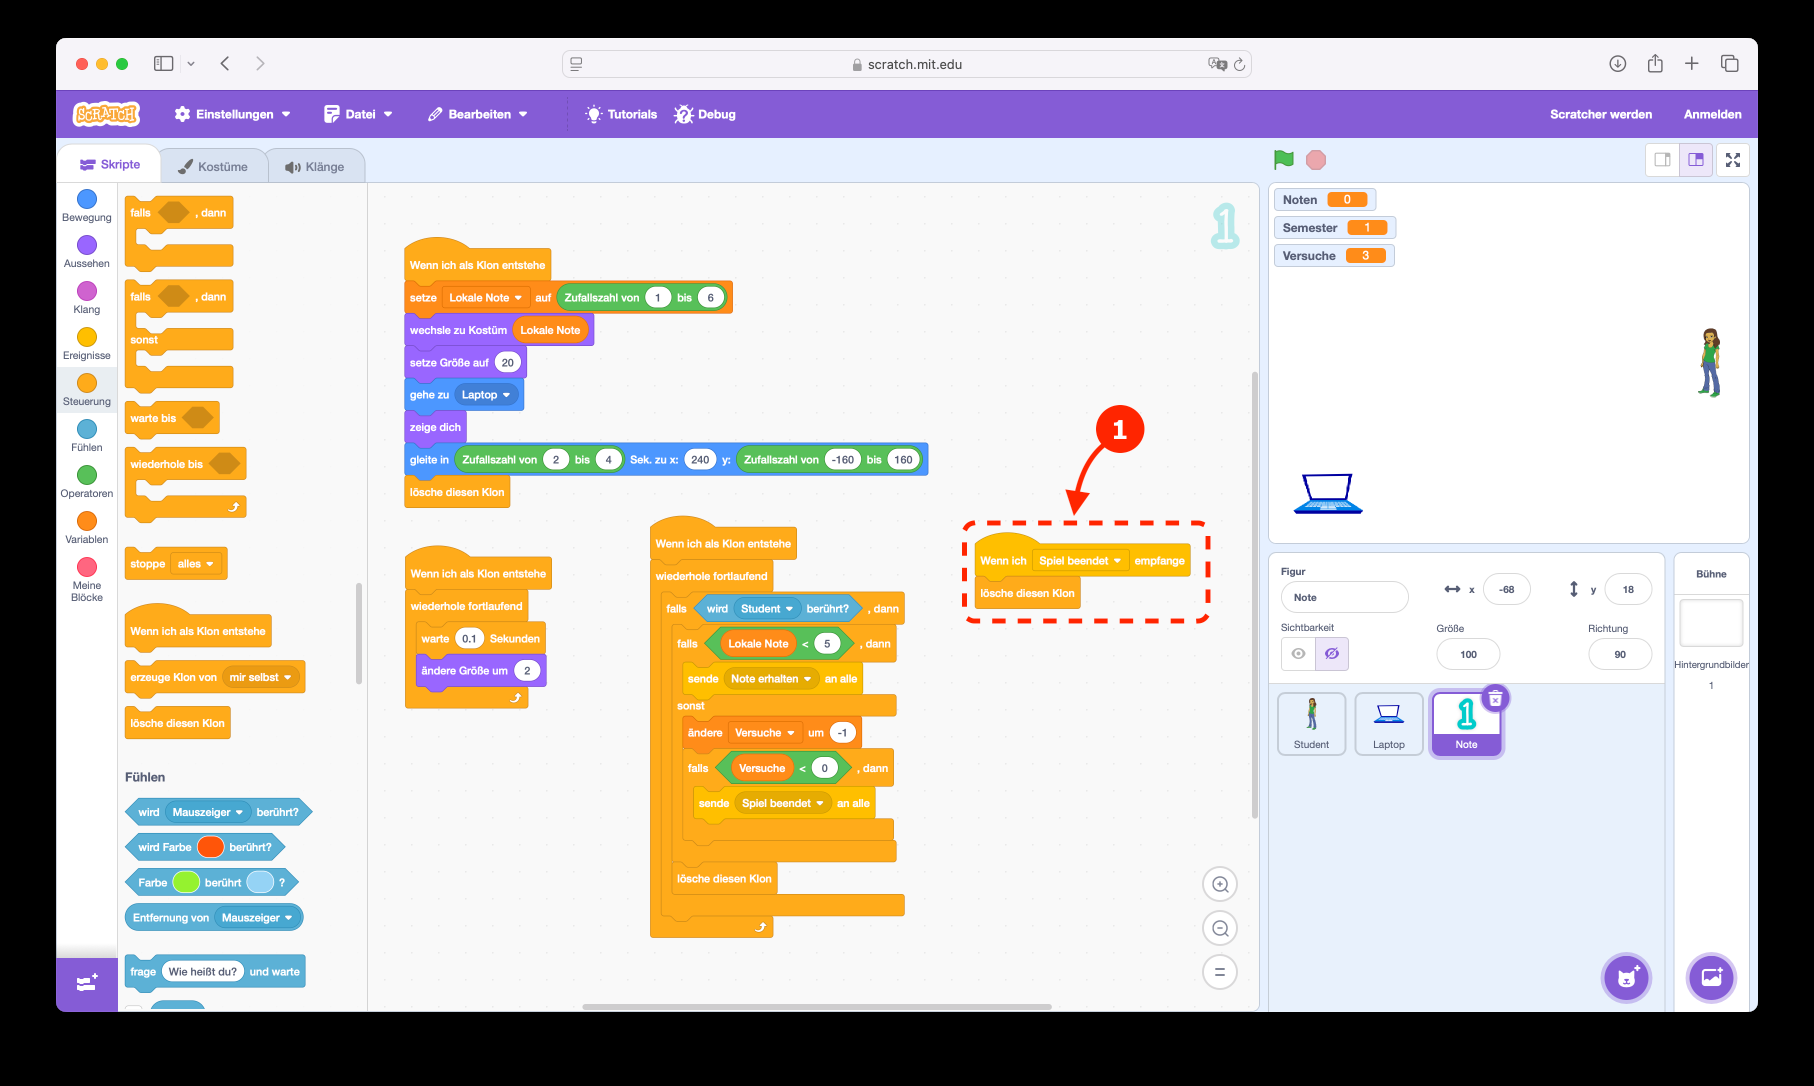 scratch.mit.edu
SCRATCH
Einstellungen
Datei
Bearbeiten
Tutorials
Debug
Scratcher werden
Anmelden
Skripte
Kostüme
Klänge
Bewegung
Aussehen
Klang
Ereignisse
Steuerung
Fühlen
Operatoren
Variablen
Meine
Blöcke
falls , dann
falls , dann
sonst
warte bis
wiederhole bis
stoppe alles
Wenn ich als Klon entstehe
erzeuge Klon von mir selbst
lösche diesen Klon
Fühlen
wird Mauszeiger berührt?
wird Farbe berührt?
Farbe berührt ?
Entfernung von Mauszeiger
frage Wie heißt du? und warte
Wenn ich als Klon entstehe
setze Lokale Note auf Zufallszahl von 1 bis 6
wechsle zu Kostüm Lokale Note
setze Größe auf 20
gehe zu Laptop
zeige dich
gleite in Zufallszahl von 2 bis 4 Sek. zu x: 240 y: Zufallszahl von -160 bis 160
lösche diesen Klon
Wenn ich als Klon entstehe
wiederhole fortlaufend
warte 0.1 Sekunden
ändere Größe um 2
Wenn ich als Klon entstehe
wiederhole fortlaufend
falls wird Student berührt? , dann
falls Lokale Note < 5 , dann
sende Note erhalten an alle
sonst
ändere Versuche um -1
falls Versuche < 0 , dann
sende Spiel beendet an alle
lösche diesen Klon
1
1
Wenn ich Spiel beendet empfange
lösche diesen Klon
Noten 0
Semester 1
Versuche 3
Figur
Note
x -68
y 18
Sichtbarkeit
Größe
100
Richtung
90
Student
Laptop
1
Note
Bühne
Hintergrundbilder
1